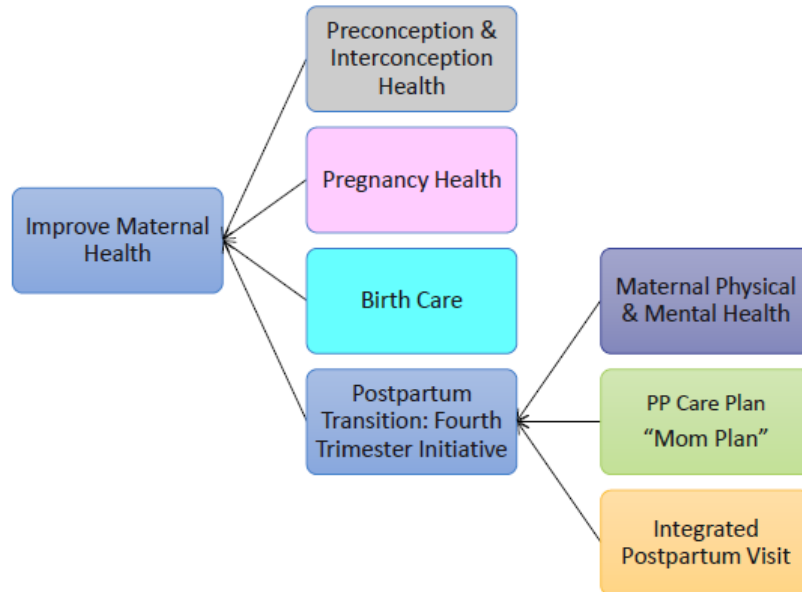 Preconception &
Interconception
Health
Pregnancy Health
Improve Maternal
Health
Birth Care
Maternal Physical
& Mental Health
Postpartum
Transition: Fourth
Trimester Initiative
PP Care Plan
“Mom Plan”
Integrated
Postpartum Visit